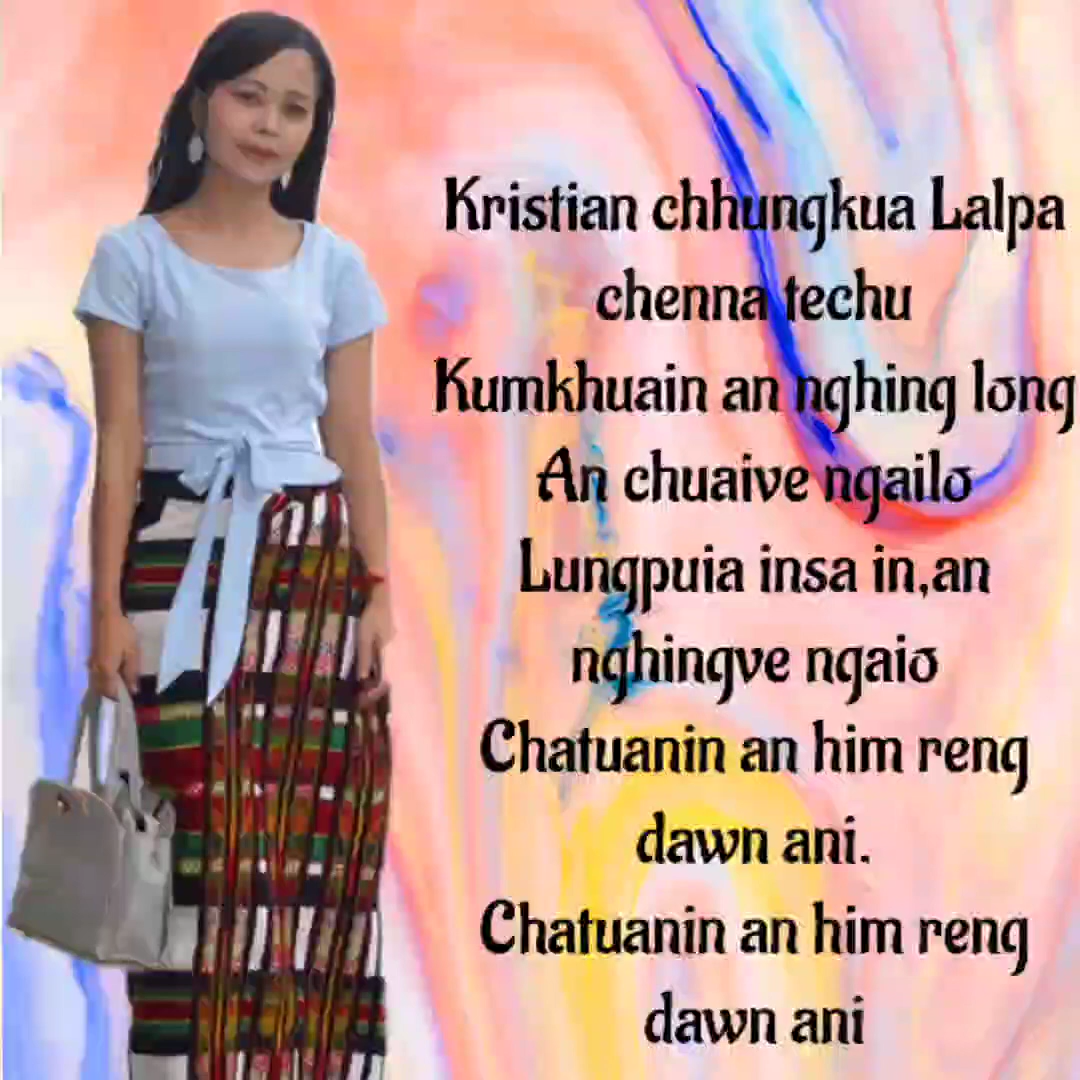 Kristian chhungkua Lalpa
chenna techu
Kumkhuain an nghing long
An chuaive ngailo
Lungpuia insa in,an
nghingve ngaio
Chatuanin an him reng
dawn ani.
Chatuanin an him reng
dawn ani